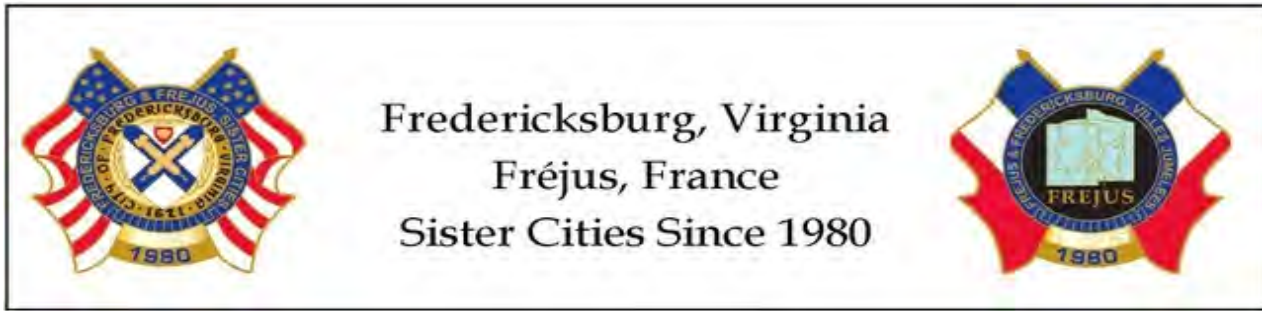 FREDERICKSBURG & FREJUS, SISTER CITIES
CITY OF FREDERICKSBURG VIRGINIA
1980
Fredericksburg, Virginia
Fréjus, France
Sister Cities Since 1980
FREJUS & FREDERICKSBURG, VILLES JUMELEES
FREJUS
1980